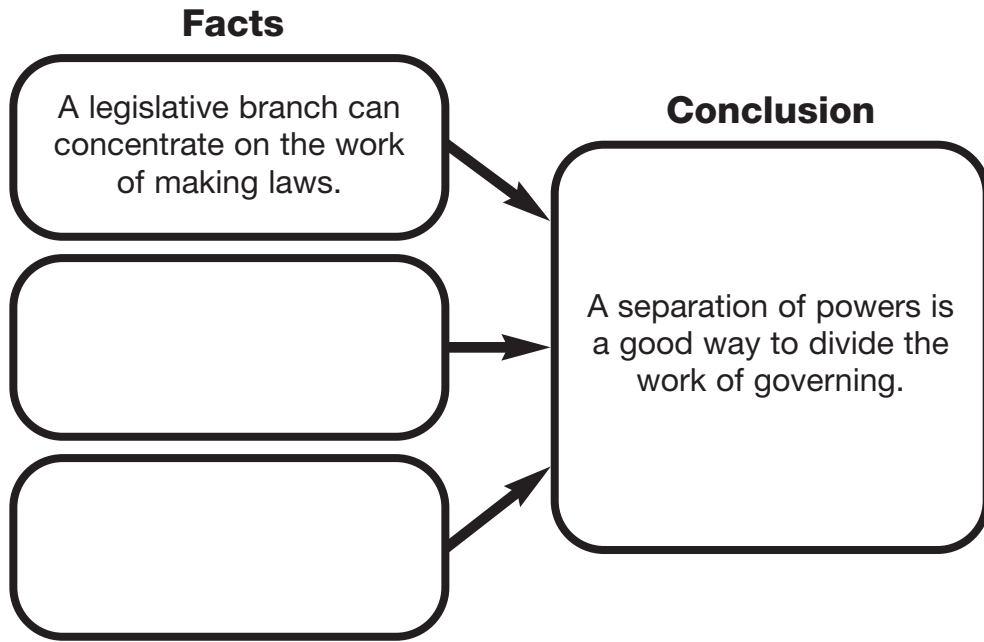 Facts
A legislative branch can
concentrate on the work
of making laws.
Conclusion
A separation of powers is
a good way to divide the
work of governing.